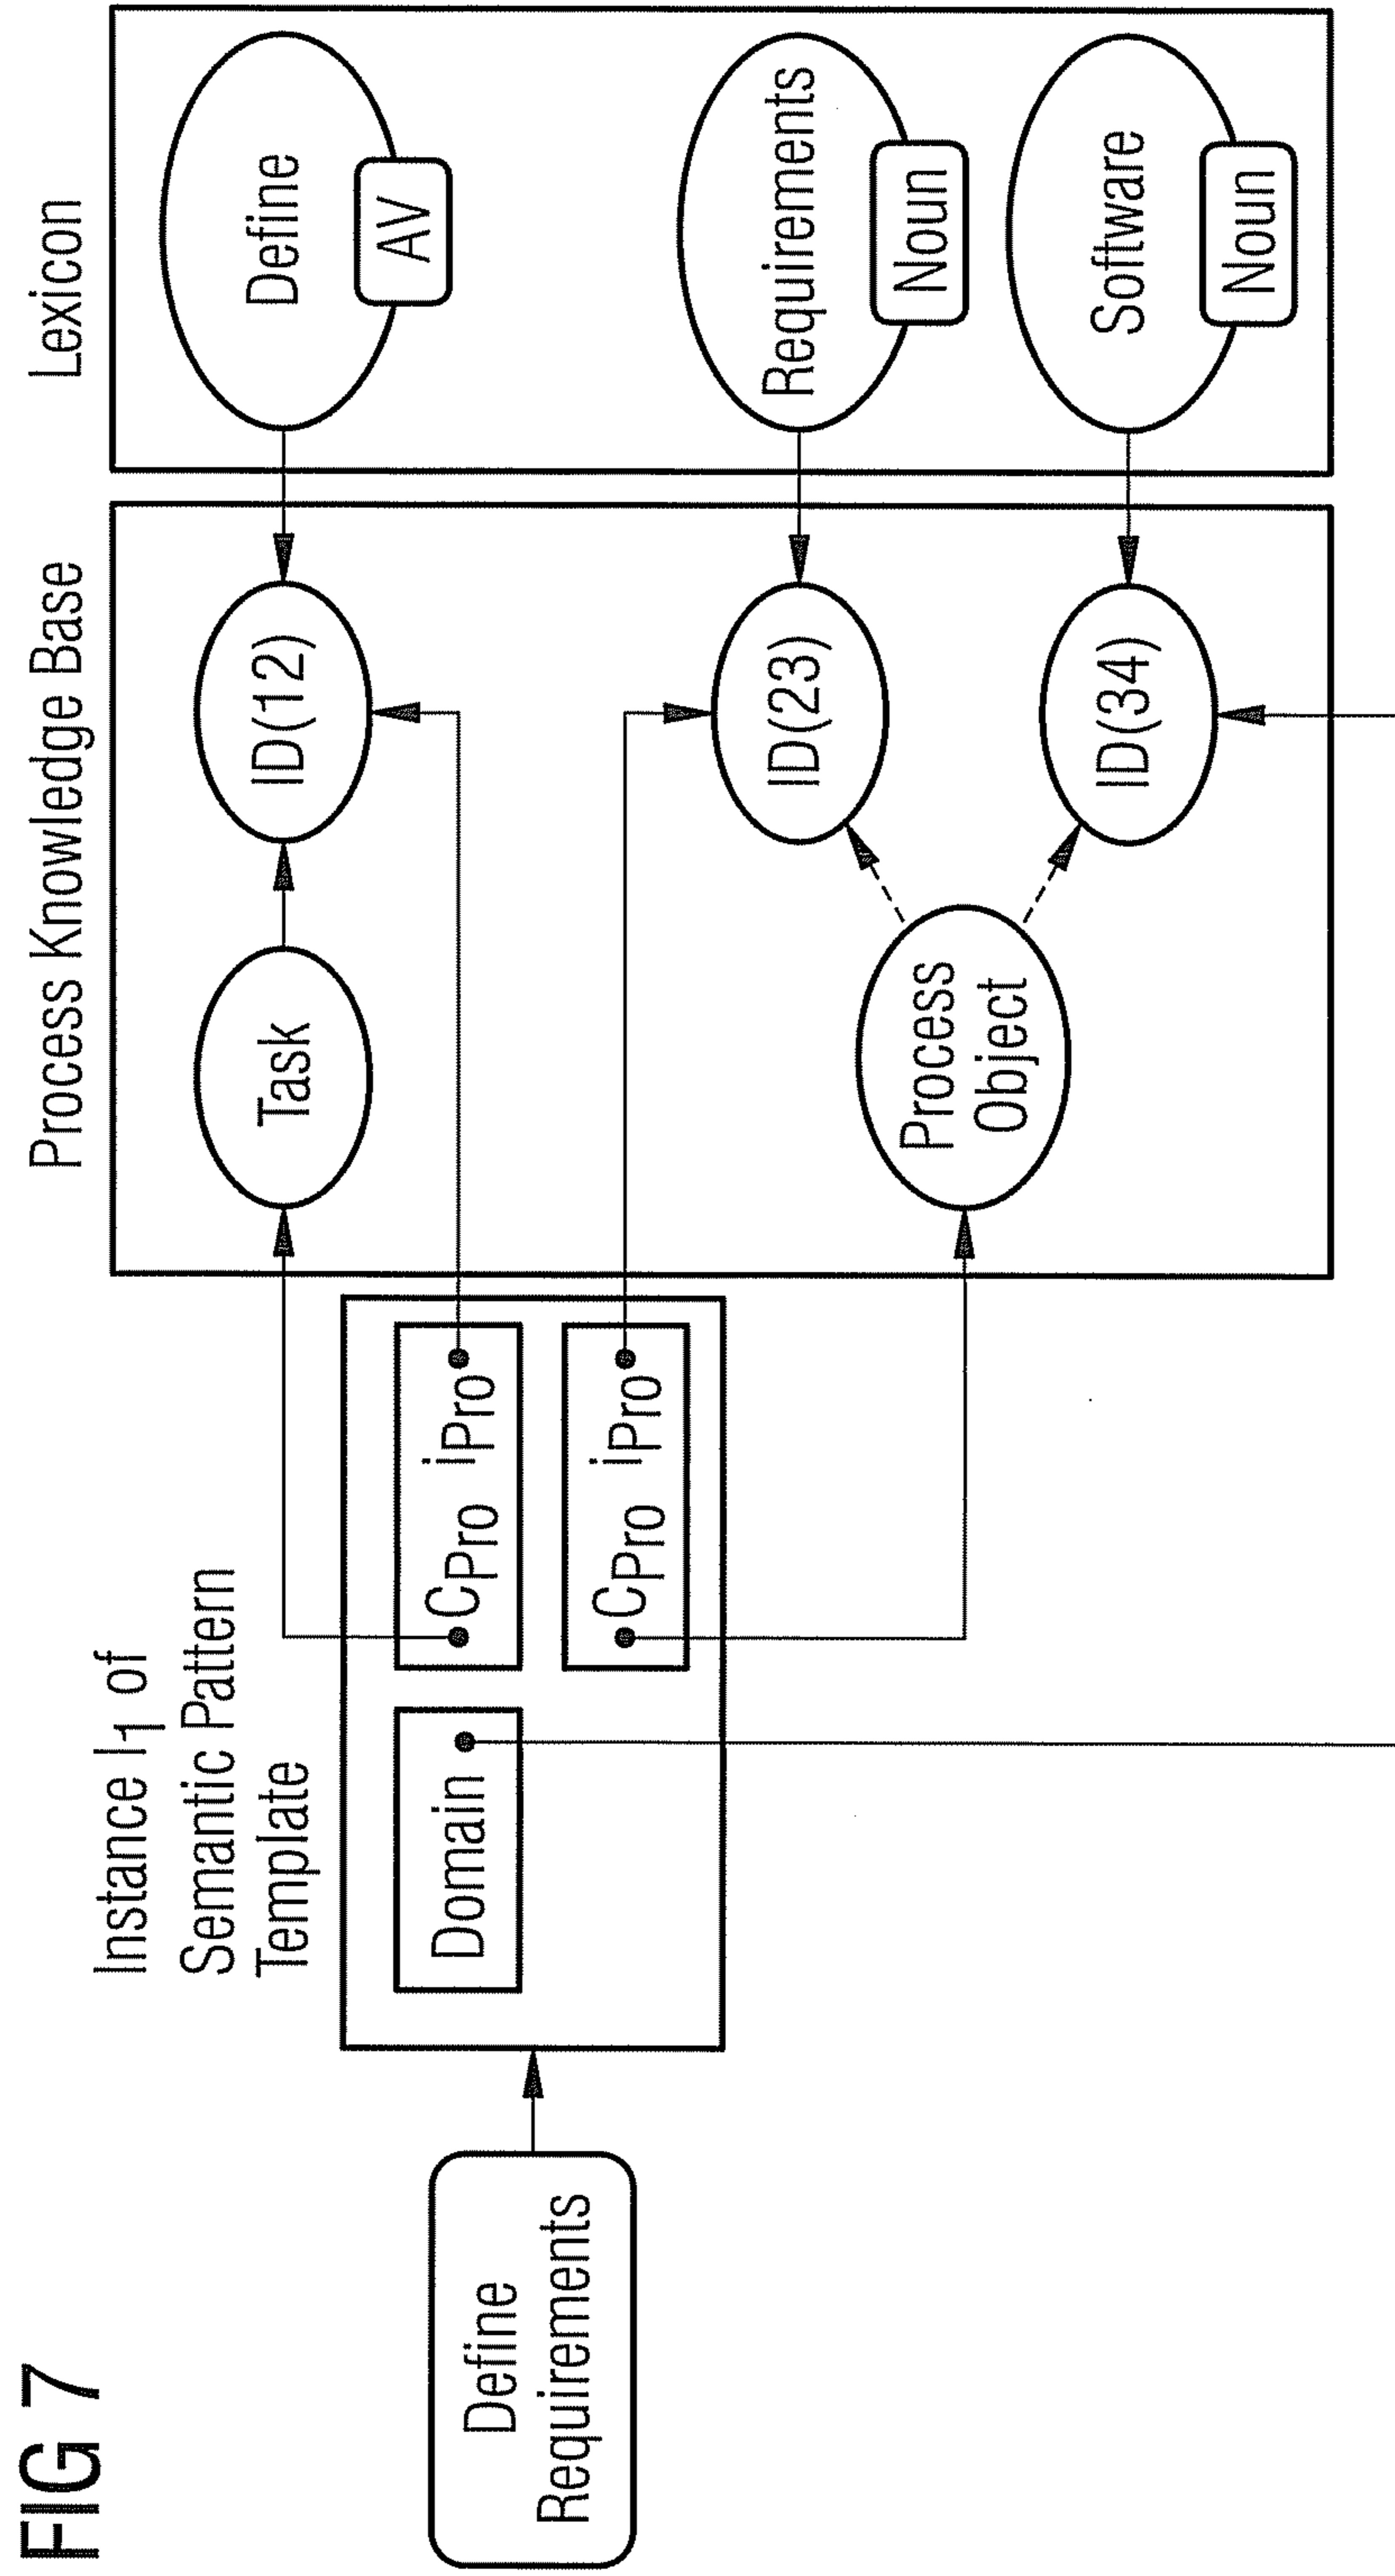 FIG 7
Define
Requirements
Instance I1 of
Semantic Pattern
Template
Domain
CPro iPro
CPro iPro
Process Knowledge Base
Task
ID(12)
Process
Object
ID(23)
ID(34)
Lexicon
Define
AV
Requirements
Noun
Software
Noun